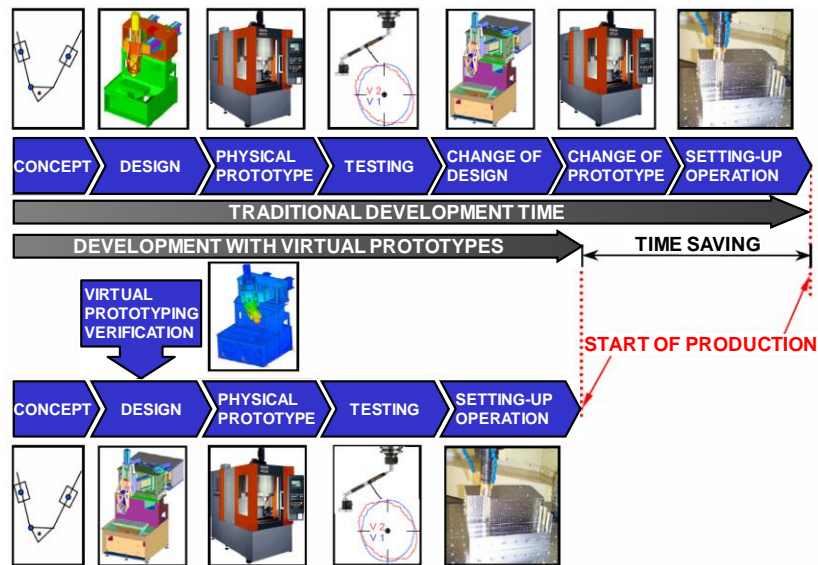 V 2
V 1
CONCEPT
DESIGN
PHYSICAL
PROTOTYPE
TESTING
CHANGE OF
DESIGN
CHANGE OF
PROTOTYPE
SETTING-UP
OPERATION
TRADITIONAL DEVELOPMENT TIME
DEVELOPMENT WITH VIRTUAL PROTOTYPES
TIME SAVING
VIRTUAL
PROTOTYPING
VERIFICATION
START OF PRODUCTION
CONCEPT
DESIGN
PHYSICAL
PROTOTYPE
TESTING
SETTING-UP
OPERATION
V 2
V 1